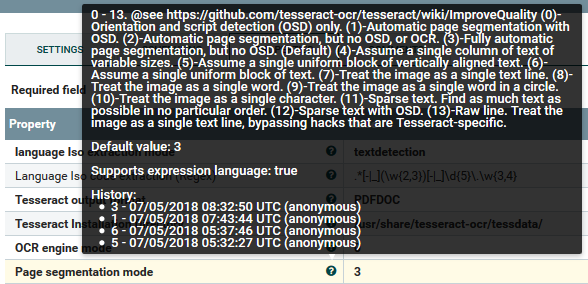 0 - 13. @see https://github.com/tesseract-ocr/tesseract/wiki/ImproveQuality (0)-
Orientation and script detection (OSD) only. (1)-Automatic page segmentation with
OSD. (2)-Automatic page segmentation, but no OSD, or OCR. (3)-Fully automatic
page segmentation, but no OSD. (Default) (4)-Assume a single column of text of
SETTINGS
variable sizes. (5)-Assume a single uniform block of vertically aligned text. (6)-
Assume a single uniform block of text. (7)-Treat the image as a single text line. (8)-
Required field
Treat the image as a single word. (9)-Treat the image as a single word in a circle.
(10)-Treat the image as a single character. (11)-Sparse text. Find as much text as
possible in no particular order. (12)-Sparse text with OSD. (13)-Raw line. Treat the
Property
image as a single text line, bypassing hacks that are Tesseract-specific.
Default value: 3
language Iso extraction mode textdetection
Supports expression language: true
Language Iso code extraction (Regex) .*[-|_](\w{2,3})[-|_]\d{5}\.\w{3,4}
History:
Tesseract output PDFDOC
• 3 - 07/05/2018 08:32:50 UTC (anonymous)
• 1 - 07/05/2018 07:43:44 UTC (anonymous)
Tesseract /usr/share/tesseract-ocr/tessdata/
• 6 - 07/05/2018 05:37:46 UTC (anonymous)
• 5 - 07/05/2018 05:32:27 UTC (anonymous)
OCR engine mode
Page segmentation mode 3